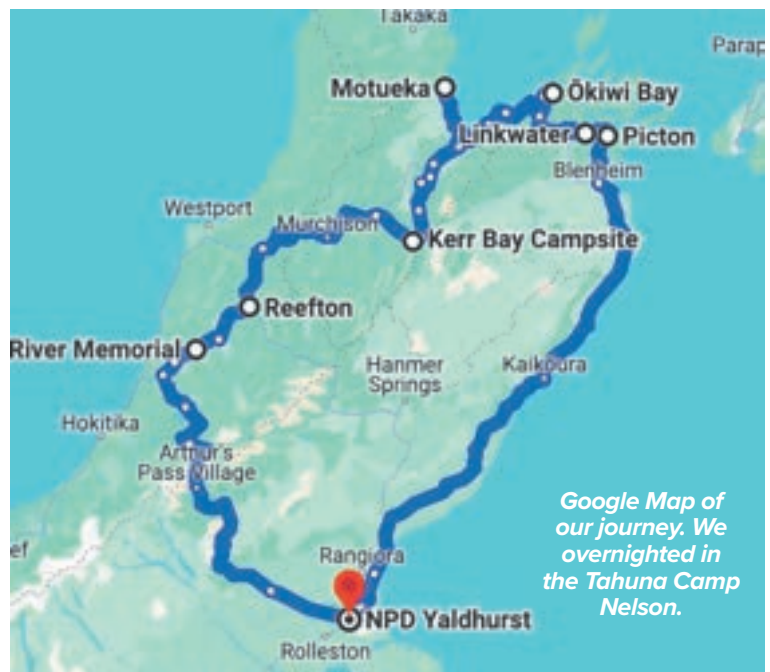 Takaka
Parap
Motueka
Ōkiwi Bay
Linkwater
Picton
Blenheim
Westport
Murchison
Kerr Bay Campsite
Reefton
River Memorial
Hanmer
Springs
Kaikoura
Hokitika
Arthur's
Pass Village
ef
Rangiora
NPD Yaldhurst
Rolleston
Google Map of
our journey. We
overnighted in
the Tahuna Camp
Nelson.